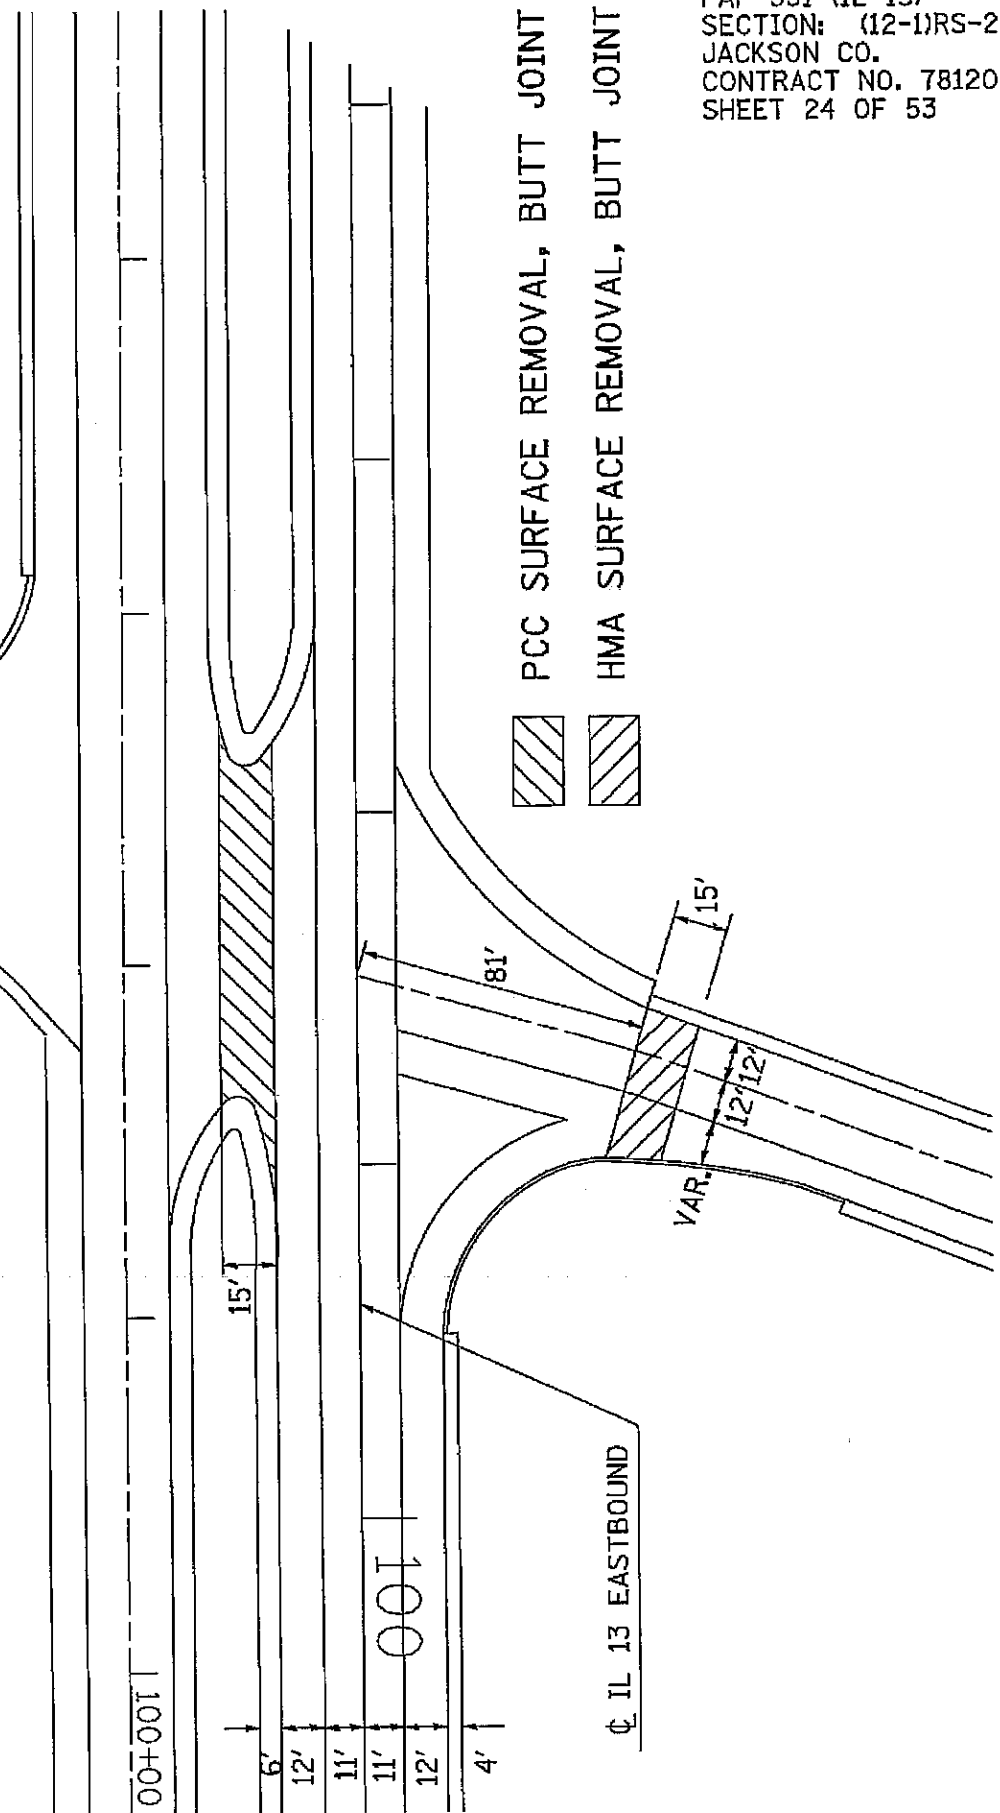 SECTION: (12-1)RS-2
JACKSON CO.
CONTRACT NO. 78120
SHEET 24 OF 53
PCC SURFACE REMOVAL, BUTT JOINT
HMA SURFACE REMOVAL, BUTT JOINT
15'
81'
12'
12'
VAR.
15'
100
100+00
6'
12'
11'
11'
12'
4'
℄ IL 13 EASTBOUND